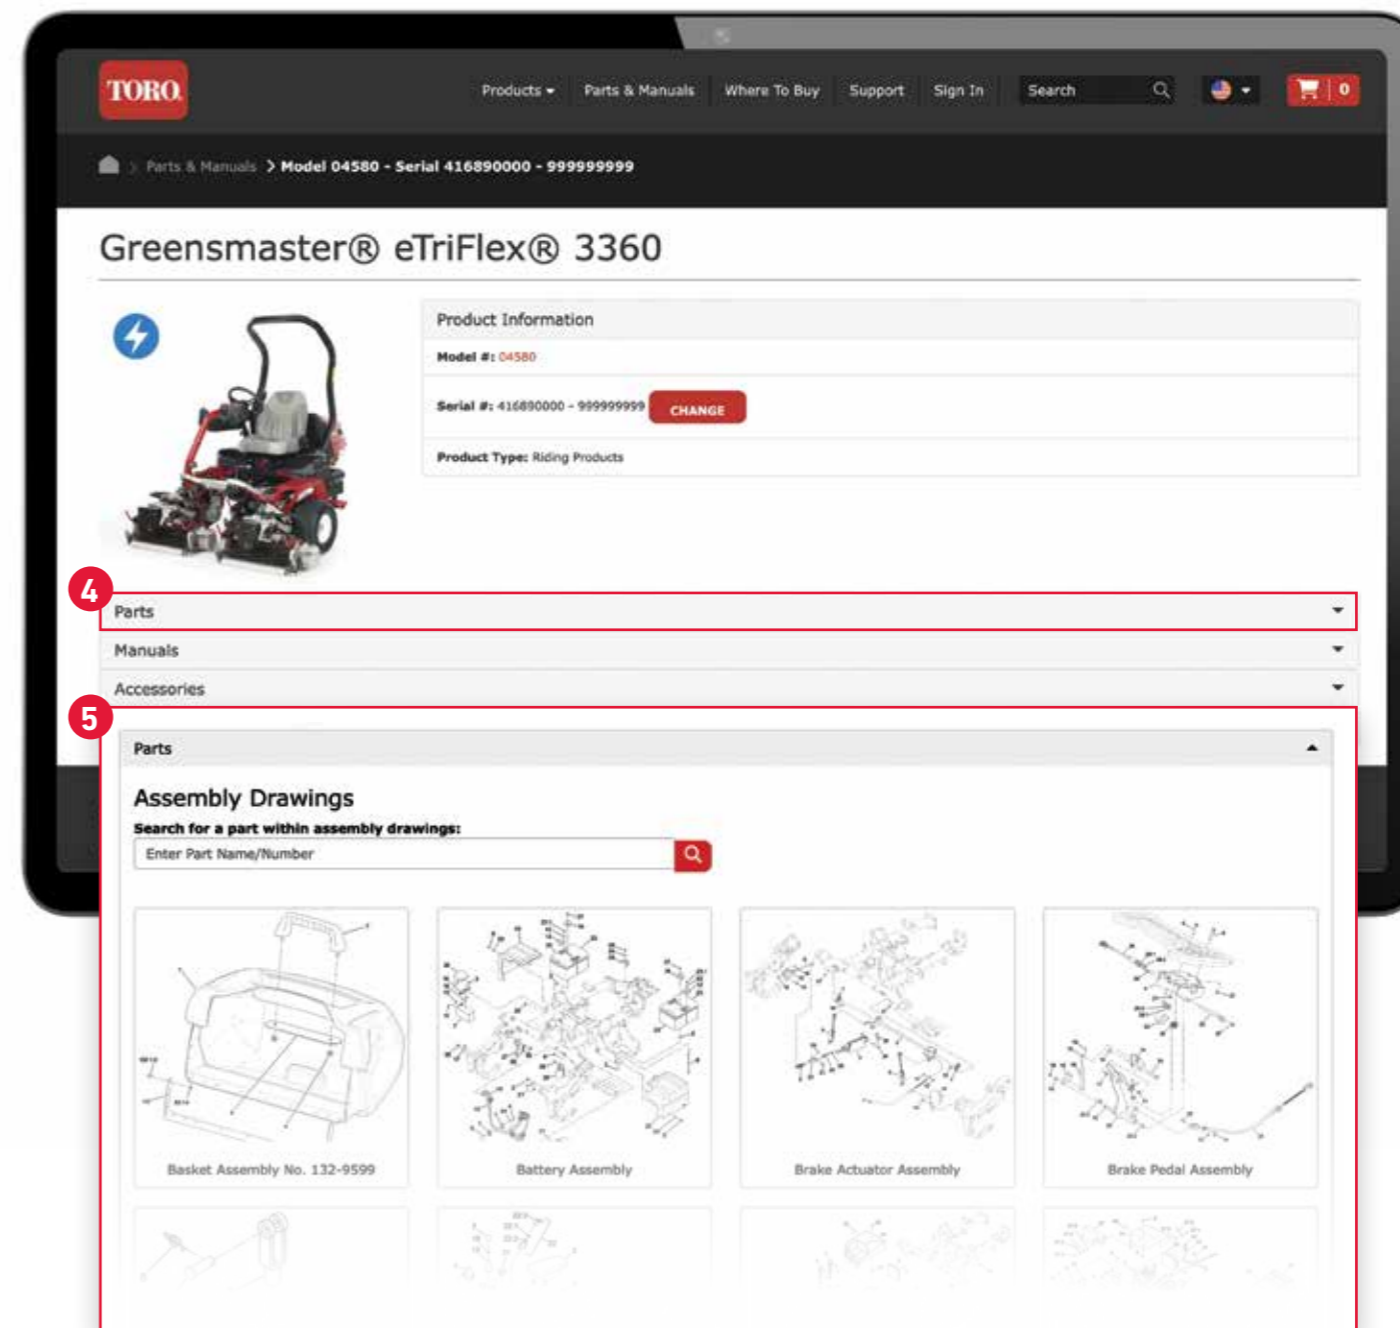 TORO.
Products
Parts & Manuals
Where To Buy
Support
Sign In
Search
0
> Parts & Manuals > Model 04580 - Serial 416890000 - 999999999
Greensmaster® eTriFlex® 3360
Product Information
Model #: 04580
Serial #: 416890000 - 999999999
CHANGE
Product Type: Riding Products
4
Parts
Manuals
Accessories
5
Parts
Assembly Drawings
Search for a part within assembly drawings:
Enter Part Name/Number
Basket Assembly No. 132-9599
Battery Assembly
Brake Actuator Assembly
Brake Pedal Assembly